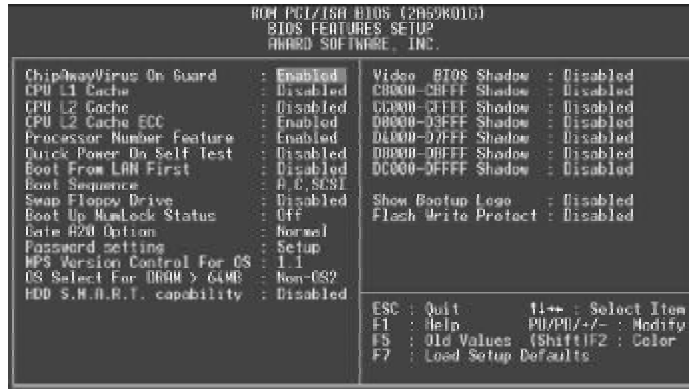 ROM PCI/ISA BIOS (2A69K01G)
BIOS FEATURES SETUP
AWARD SOFTWARE, INC.
ChipAwayVirus On Guard : Enabled
CPU L1 Cache : Disabled
CPU L2 Cache : Disabled
CPU L2 Cache ECC : Enabled
Processor Number Feature : Enabled
Quick Power On Self Test : Disabled
Boot From LAN First : Disabled
Boot Sequence : A,C,SCSI
Swap Floppy Drive : Disabled
Boot Up NumLock Status : Off
Gate A20 Option : Normal
Password setting : Setup
MPS Version Control For OS : 1.1
OS Select For DRAM > 64MB : Non-OS2
HDD S.M.A.R.T. capability : Disabled
Video BIOS Shadow : Disabled
C8000-CBFFF Shadow : Disabled
CC000-CFFFF Shadow : Disabled
D0000-D3FFF Shadow : Disabled
D4000-D7FFF Shadow : Disabled
D8000-DBFFF Shadow : Disabled
DC000-DFFFF Shadow : Disabled
Show Bootup Logo : Disabled
Flash Write Protect : Disabled
ESC : Quit ↑↓→← : Select Item
F1 : Help PU/PD/+/- : Modify
F5 : Old Values (Shift)F2 : Color
F7 : Load Setup Defaults